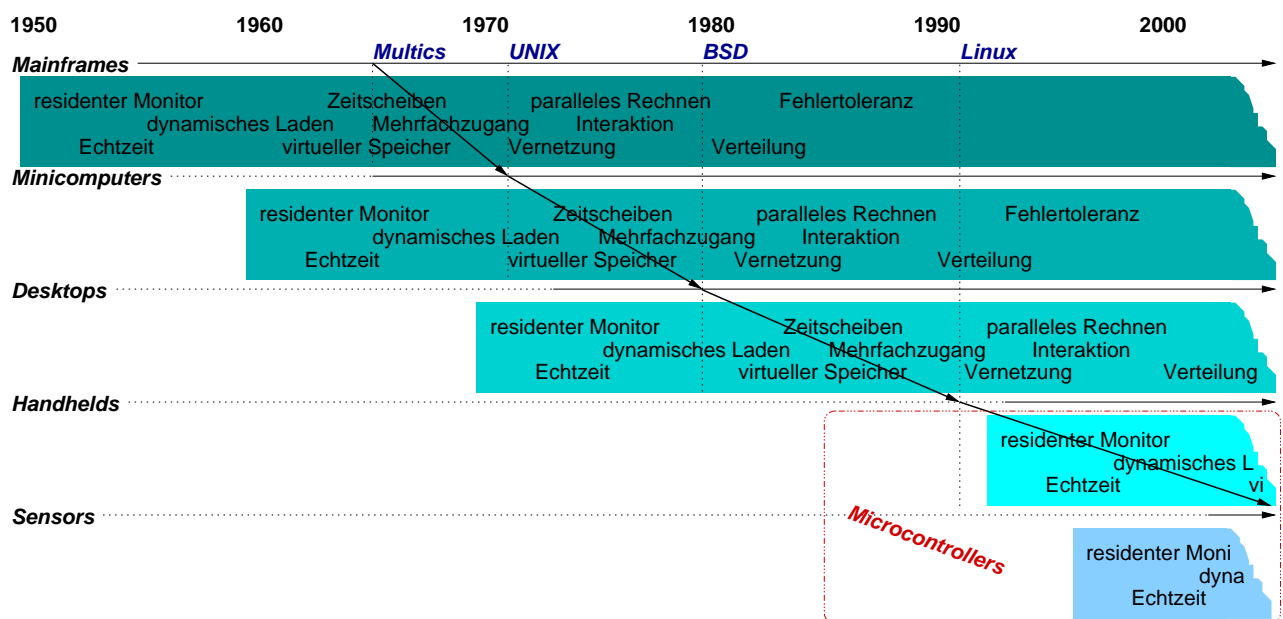 1950 1960 1970 1980 1990 2000
Multics UNIX BSD Linux
Mainframes
residenter Monitor Zeitscheiben paralleles Rechnen Fehlertoleranz
dynamisches Laden Mehrfachzugang Interaktion
Echtzeit virtueller Speicher Vernetzung Verteilung
Minicomputers
residenter Monitor Zeitscheiben paralleles Rechnen Fehlertoleranz
dynamisches Laden Mehrfachzugang Interaktion
Echtzeit virtueller Speicher Vernetzung Verteilung
Desktops
residenter Monitor Zeitscheiben paralleles Rechnen
dynamisches Laden Mehrfachzugang Interaktion
Echtzeit virtueller Speicher Vernetzung Verteilung
Handhelds
residenter Monitor
dynamisches L
Echtzeit vi
Sensors
Microcontrollers
residenter Moni
dyna
Echtzeit